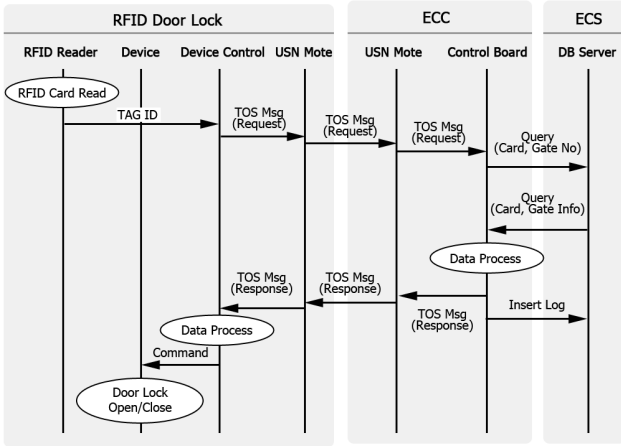 RFID Door Lock
ECC
ECS
RFID Reader
Device
Device Control
USN Mote
USN Mote
Control Board
DB Server
RFID Card Read
TAG ID
TOS Msg
(Request)
TOS Msg
(Request)
TOS Msg
(Request)
Query
(Card, Gate No)
Query
(Card, Gate Info)
Data Process
TOS Msg
(Response)
TOS Msg
(Response)
TOS Msg
(Response)
Insert Log
Data Process
Command
Door Lock
Open/Close